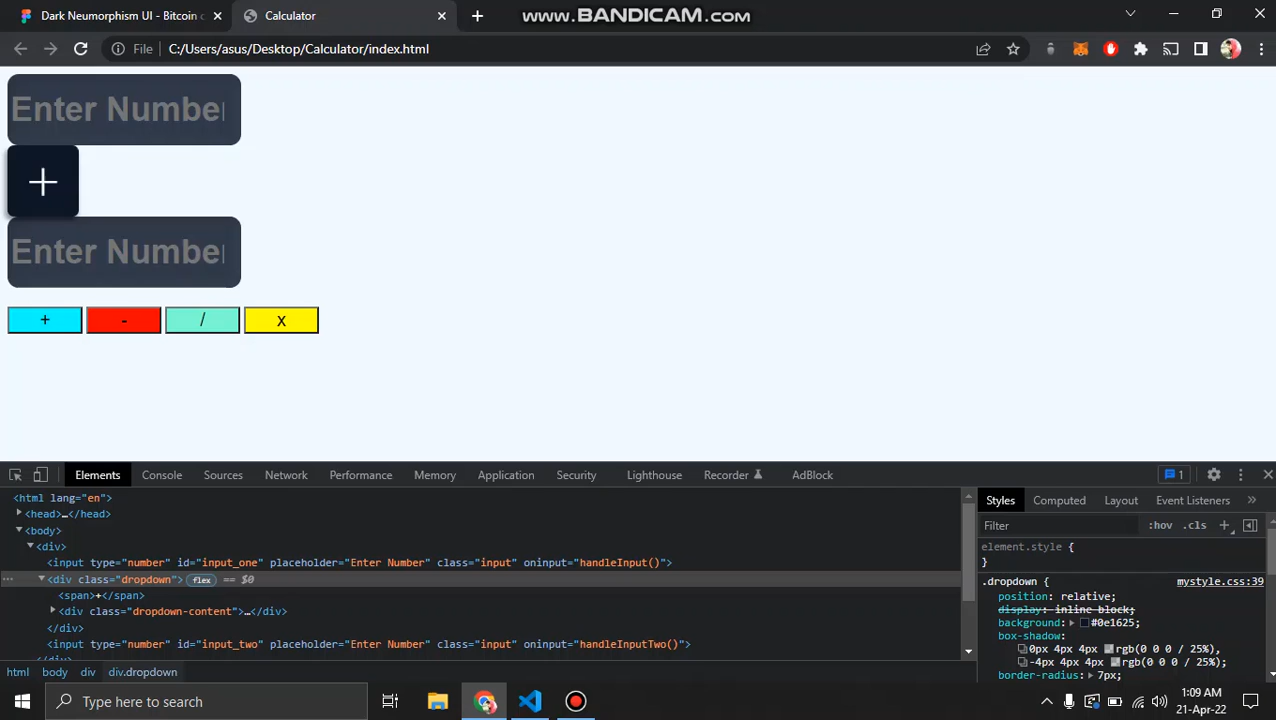 www.BANDICAM.com
Dark Neumorphism UI - Bitcoin c
Calculator
File C:/Users/asus/Desktop/Calculator/index.html
Enter Number
+
Enter Number
+ - / x
Elements Console Sources Network Performance Memory Application Security Lighthouse Recorder AdBlock 1
<html lang="en">
<head>…</head>
<body>
<div>
<input type="number" id="input_one" placeholder="Enter Number" class="input" oninput="handleInput()">
… <div class="dropdown"> flex == $0
<span>+</span>
<div class="dropdown-content">…</div>
</div>
<input type="number" id="input_two" placeholder="Enter Number" class="input" oninput="handleInputTwo()">
</div>
html body div div.dropdown
Styles Computed Layout Event Listeners »
Filter :hov .cls +
element.style {
}
.dropdown { mystyle.css:39
position: relative;
display: inline-block;
background: #0e1625;
box-shadow:
0px 4px 4px rgb(0 0 0 / 25%),
-4px 4px 4px rgb(0 0 0 / 25%);
border-radius: 7px;
Type here to search
1:09 AM
21-Apr-22